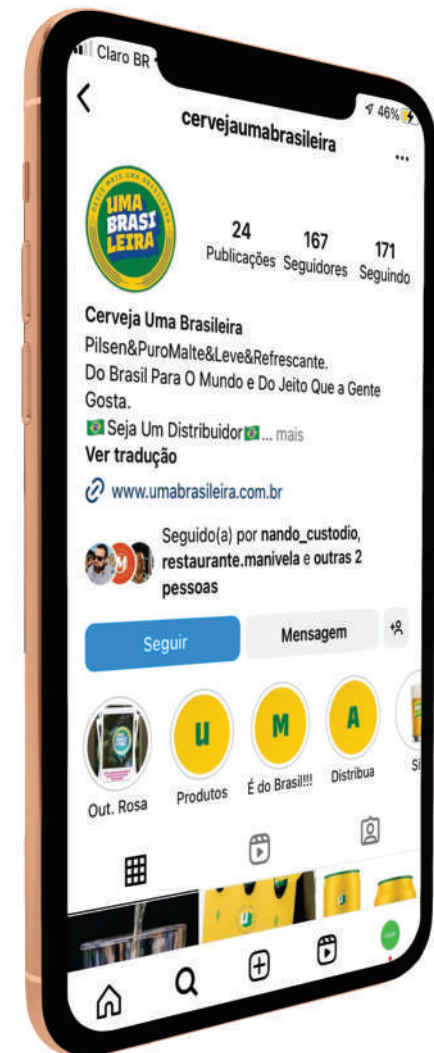 Claro BR
46%
cervejaumabrasileira
...
UMA
BRASI
LEIRA
24 167 171
Publicações Seguidores Seguindo
Cerveja Uma Brasileira
Pilsen&PuroMalte&Leve&Refrescante.
Do Brasil Para O Mundo e Do Jeito Que a Gente
Gosta.
🇧🇷Seja Um Distribuidor🇧🇷... mais
Ver tradução
www.umabrasileira.com.br
Seguido(a) por nando_custodio,
restaurante.manivela e outras 2
pessoas
Seguir Mensagem
U M A
Out. Rosa Produtos É do Brasil!!! Distribua